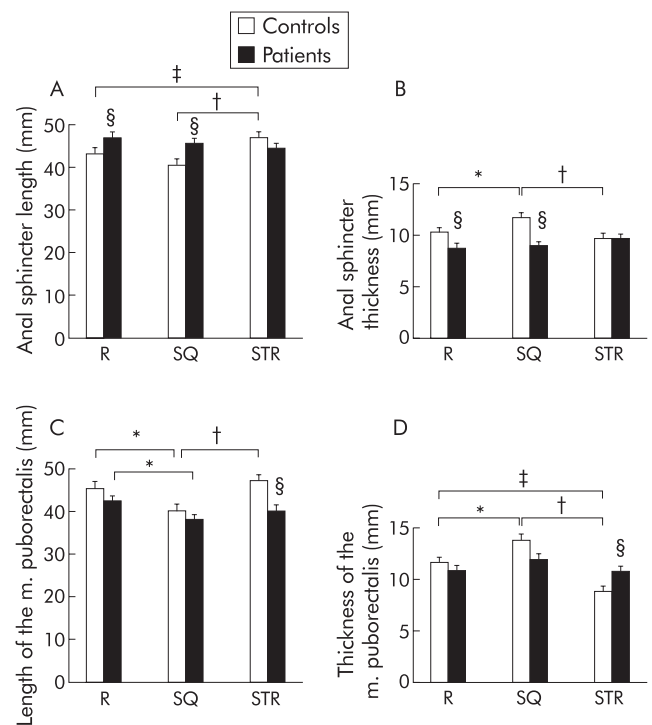 Controls
Patients
A
‡
†
§
§
Anal sphincter length (mm)
50
40
30
20
10
0
R
SQ
STR
B
*
†
§
§
Anal sphincter
thickness (mm)
15
10
5
0
R
SQ
STR
C
*
†
*
§
Length of the m. puborectalis (mm)
50
40
30
20
10
0
R
SQ
STR
D
‡
*
†
§
Thickness of the
m. puborectalis (mm)
15
10
5
0
R
SQ
STR